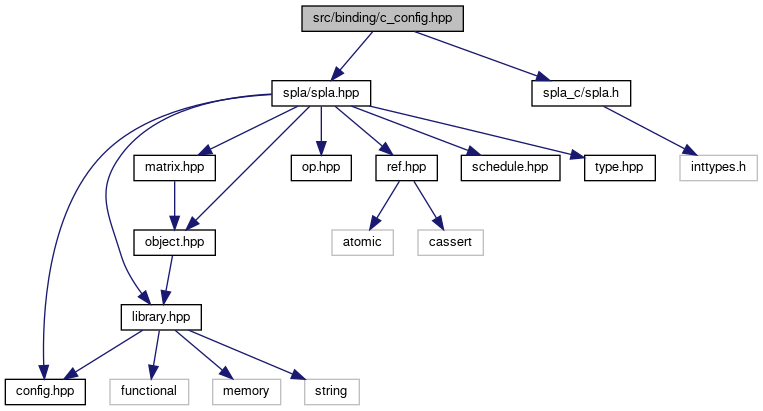 src/binding/c_config.hpp
spla/spla.hpp
spla_c/spla.h
matrix.hpp
op.hpp
ref.hpp
schedule.hpp
type.hpp
inttypes.h
object.hpp
atomic
cassert
library.hpp
config.hpp
functional
memory
string